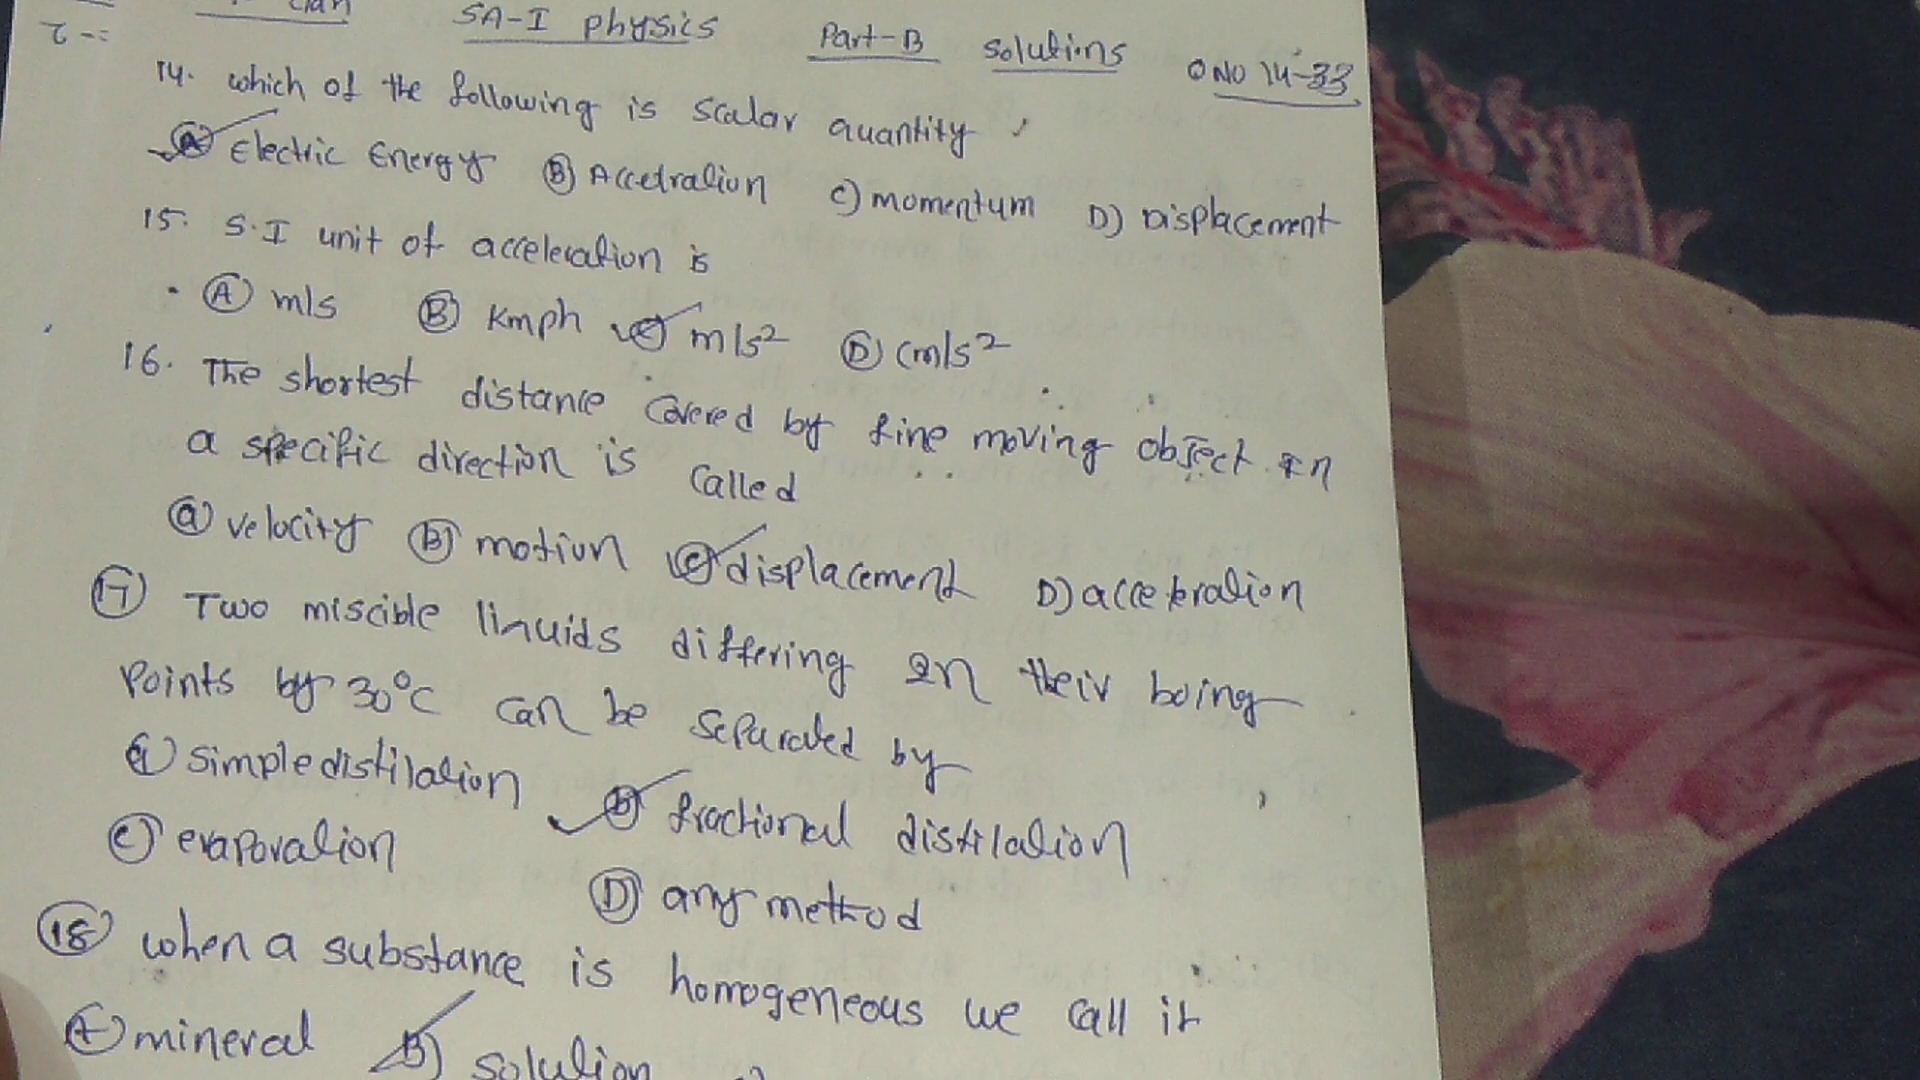 SA-I Physics Part-B Solutions Q NO 14-33
14. which of the following is scalar quantity
A) Electric Energy B) Accelration C) momentum D) Displacement
15. S.I unit of acceleration is
A) m/s B) Kmph C) m/s² D) cm/s²
16. The shortest distance covered by fine moving object in
a specific direction is called
a) velocity B) motion C) displacement D) acceleration
17) Two miscible liquids differing in their boing
Points by 30°C can be separated by
a) simple distilation B) fractional distilation
C) evaporation D) any method
18) when a substance is homogeneous we call it
A) mineral B) solution